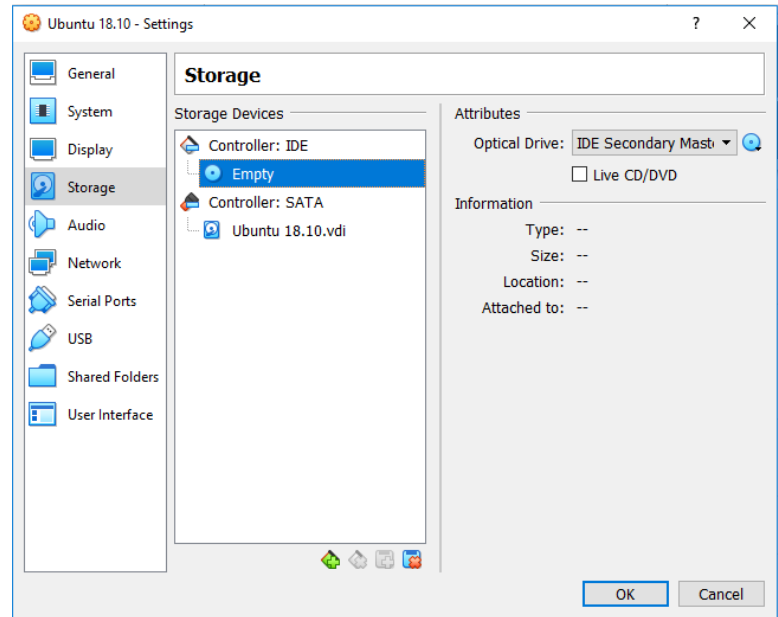 Ubuntu 18.10 - Settings
?
General
System
Display
Storage
Audio
Network
Serial Ports
USB
Shared Folders
User Interface
Storage
Storage Devices
Controller: IDE
Empty
Controller: SATA
Ubuntu 18.10.vdi
Attributes
Optical Drive: IDE Secondary Maste
Live CD/DVD
Information
Type: --
Size: --
Location: --
Attached to: --
OK Cancel